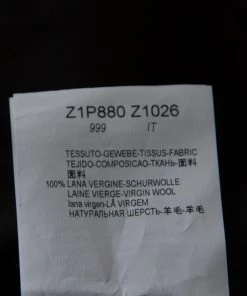 Z1P880 Z1026
999 IT
TESSUTO-GEWEBE-TISSUS-FABRIC
TEJIDO-COMPOSICAO-ТКАНЬ-面料
面料
100% LANA VERGINE-SCHURWOLLE
LAINE VIERGE-VIRGIN WOOL
lana virgen-LÃ VIRGEM
НАТУРАЛЬНАЯ ШЕРСТЬ-羊毛-羊毛